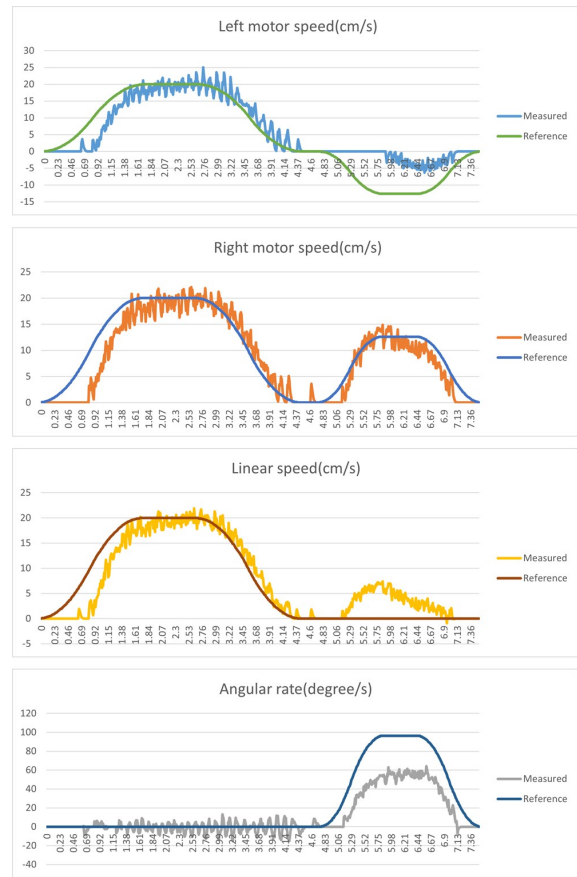 Left motor speed(cm/s)
30
25
20
15
10
5
0
-5
-10
-15
0 0.23 0.46 0.69 0.92 1.15 1.38 1.61 1.84 2.07 2.3 2.53 2.76 2.99 3.22 3.45 3.68 3.91 4.14 4.37 4.6 4.83 5.06 5.29 5.52 5.75 5.98 6.21 6.44 6.67 6.9 7.13 7.36
Measured
Reference
Right motor speed(cm/s)
25
20
15
10
5
0
0 0.23 0.46 0.69 0.92 1.15 1.38 1.61 1.84 2.07 2.3 2.53 2.76 2.99 3.22 3.45 3.68 3.91 4.14 4.37 4.6 4.83 5.06 5.29 5.52 5.75 5.98 6.21 6.44 6.67 6.9 7.13 7.36
Measured
Reference
Linear speed(cm/s)
25
20
15
10
5
0
-5
0 0.23 0.46 0.69 0.92 1.15 1.38 1.61 1.84 2.07 2.3 2.53 2.76 2.99 3.22 3.45 3.68 3.91 4.14 4.37 4.6 4.83 5.06 5.29 5.52 5.75 5.98 6.21 6.44 6.67 6.9 7.13 7.36
Measured
Reference
Angular rate(degree/s)
120
100
80
60
40
20
0
-20
-40
0 0.23 0.46 0.69 0.92 1.15 1.38 1.61 1.84 2.07 2.3 2.53 2.76 2.99 3.22 3.45 3.68 3.91 4.14 4.37 4.6 4.83 5.06 5.29 5.52 5.75 5.98 6.21 6.44 6.67 6.9 7.13 7.36
Measured
Reference